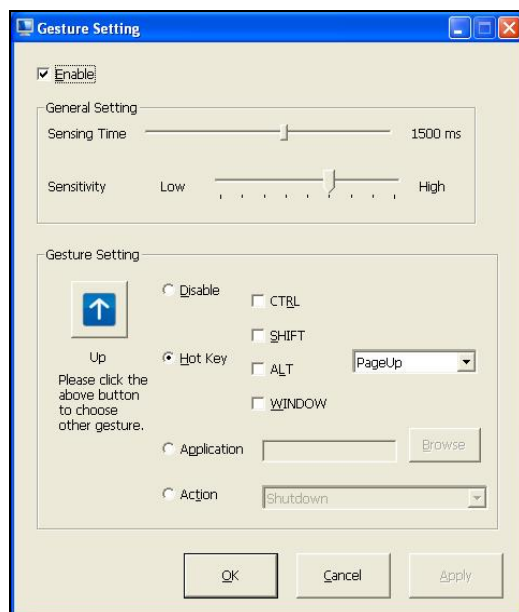 Gesture Setting
Enable
General Setting
Sensing Time 1500 ms
Sensitivity Low High
Gesture Setting
Disable
CTRL
SHIFT
Up
Hot Key
ALT
PageUp
WINDOW
Please click the
above button
to choose
other gesture.
Application
Browse
Action
Shutdown
OK Cancel Apply